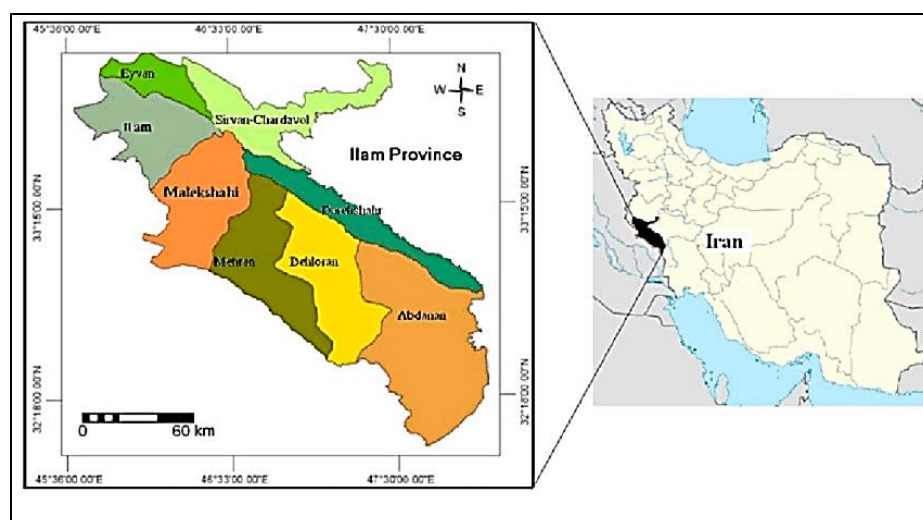 45°36'00.00"E 46°33'00.00"E 47°30'00.00"E
N
W E
S
Eyvan
Sirvan-Chardavol
Ilam
Ilam Province
Malekshahi
33°15'00.00"N
33°15'00.00"N
Darehshahr
Mehran
Dehloran
Abdanan
32°18'00.00"N
32°18'00.00"N
0 60 km
45°36'00.00"E 46°33'00.00"E 47°30'00.00"E
Iran